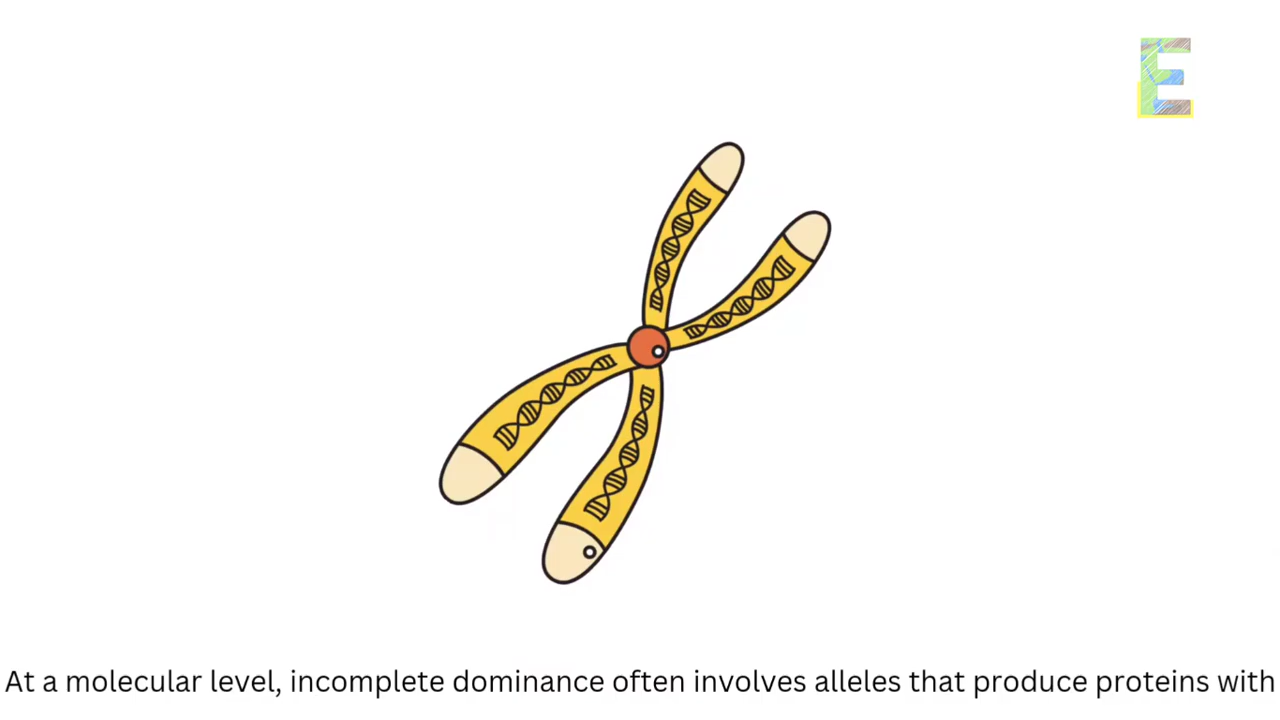 E
At a molecular level, incomplete dominance often involves alleles that produce proteins with